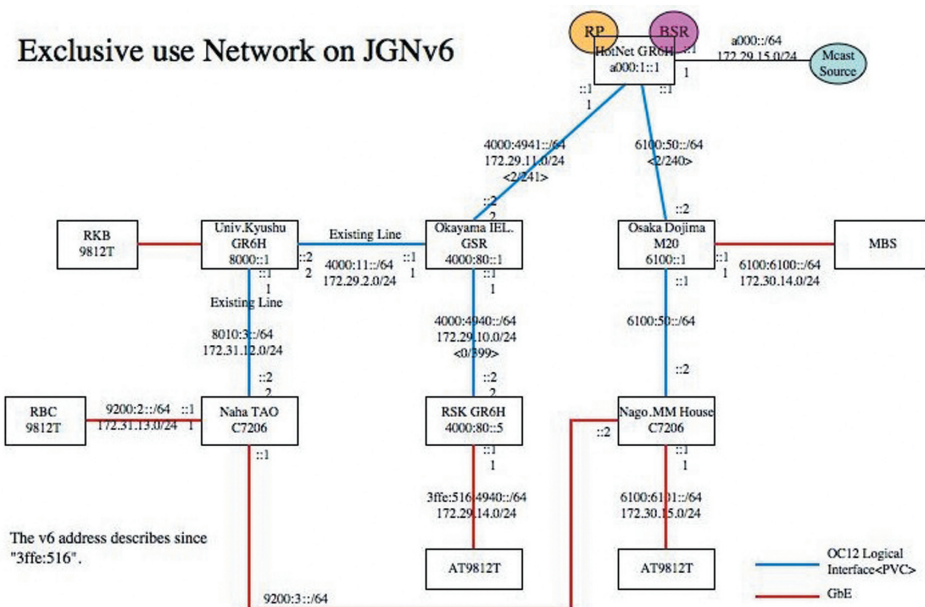 Exclusive use Network on JGNv6
RP
BSR
HotNet GR6H
a000:1::1
::1
1
a000::/64
172.29.15.0/24
Mcast
Source
::1
1
::1
4000:4941::/64
172.29.11.0/24
<2/241>
6100:50::/64
<2/240>
::2
2
::2
RKB
9812T
Univ.Kyushu
GR6H
8000::1
Existing Line
::2
2
4000:11::/64
172.29.2.0/24
::1
1
Okayama IEL.
GSR
4000:80::1
Osaka Dojima
M20
6100::1
::1
1
6100:6100::/64
172.30.14.0/24
MBS
::1
1
Existing Line
8010:3::/64
172.31.12.0/24
::2
2
::1
1
4000:4940::/64
172.29.10.0/24
<0/399>
::2
2
::1
6100:50::/64
::2
RBC
9812T
9200:2::/64
172.31.13.0/24
::1
1
Naha TAO
C7206
::1
RSK GR6H
4000:80::5
::1
1
::2
Nago.MM House
C7206
::1
1
3ffe:516:4940::/64
172.29.14.0/24
6100:6101::/64
172.30.15.0/24
The v6 address describes since
"3ffe:516".
AT9812T
AT9812T
OC12 Logical
Interface<PVC>
GbE
9200:3::/64